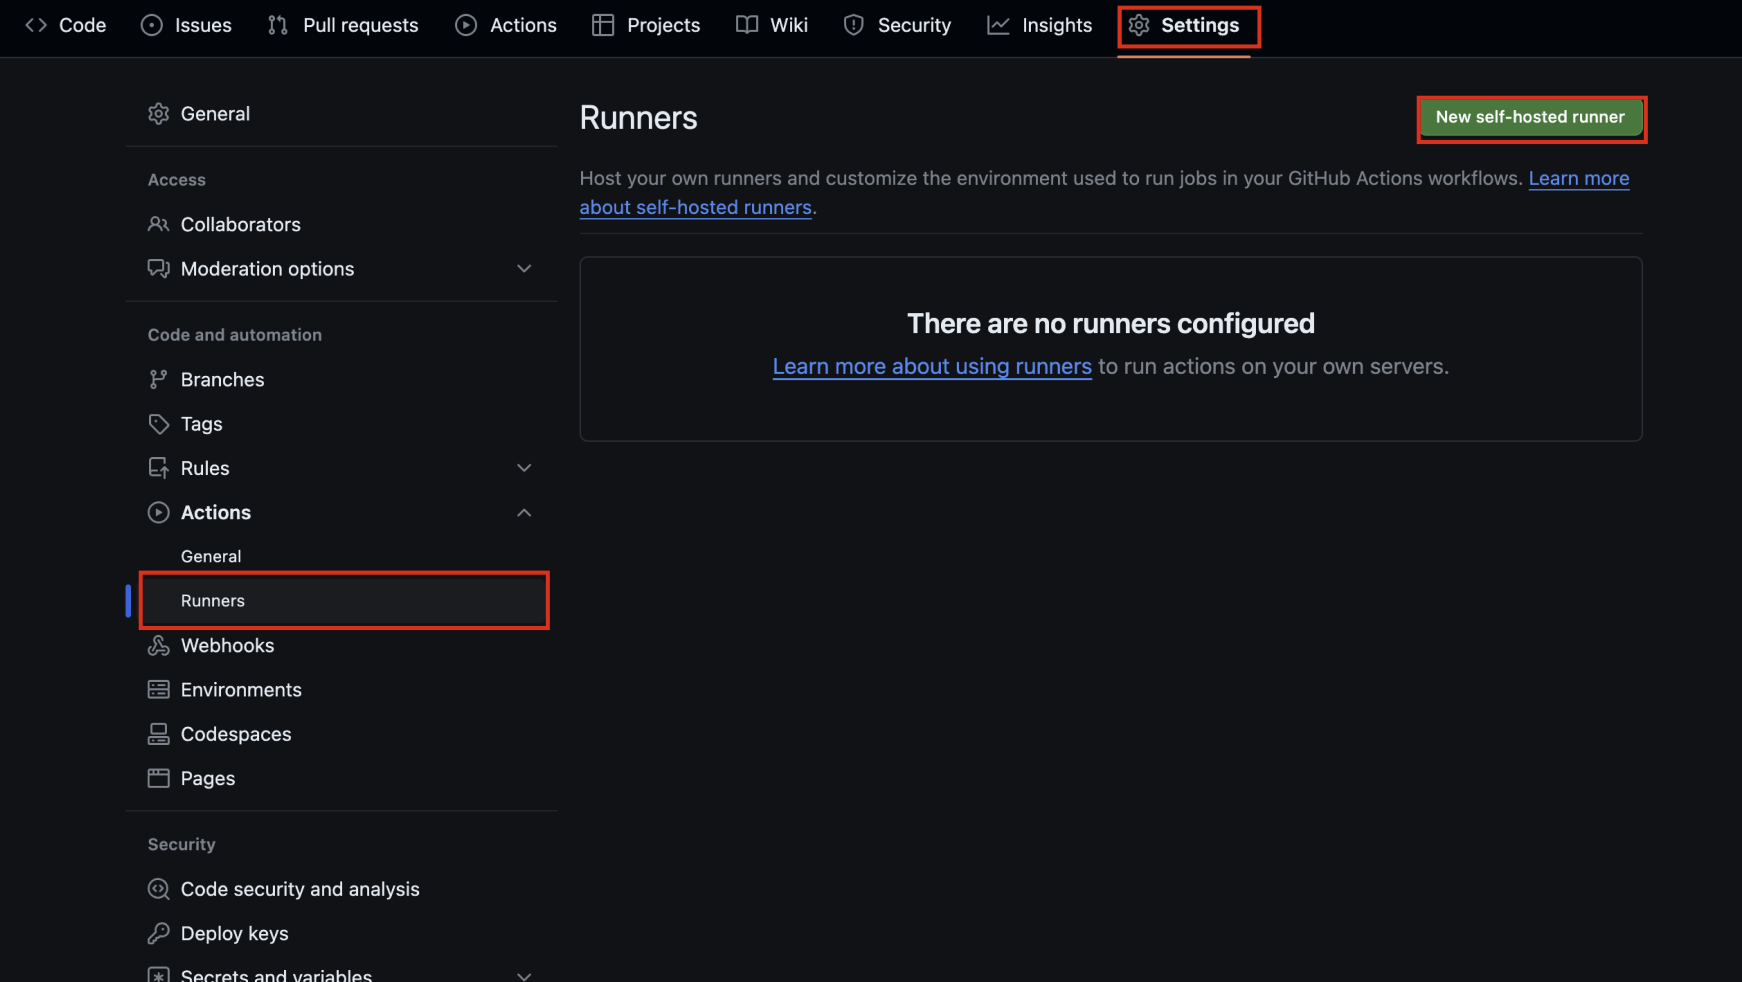 Code Issues Pull requests Actions Projects Wiki Security Insights Settings
General
Access
Collaborators
Moderation options
Code and automation
Branches
Tags
Rules
Actions
General
Runners
Webhooks
Environments
Codespaces
Pages
Security
Code security and analysis
Deploy keys
Secrets and variables
Runners
New self-hosted runner
Host your own runners and customize the environment used to run jobs in your GitHub Actions workflows. Learn more
about self-hosted runners.
There are no runners configured
Learn more about using runners to run actions on your own servers.